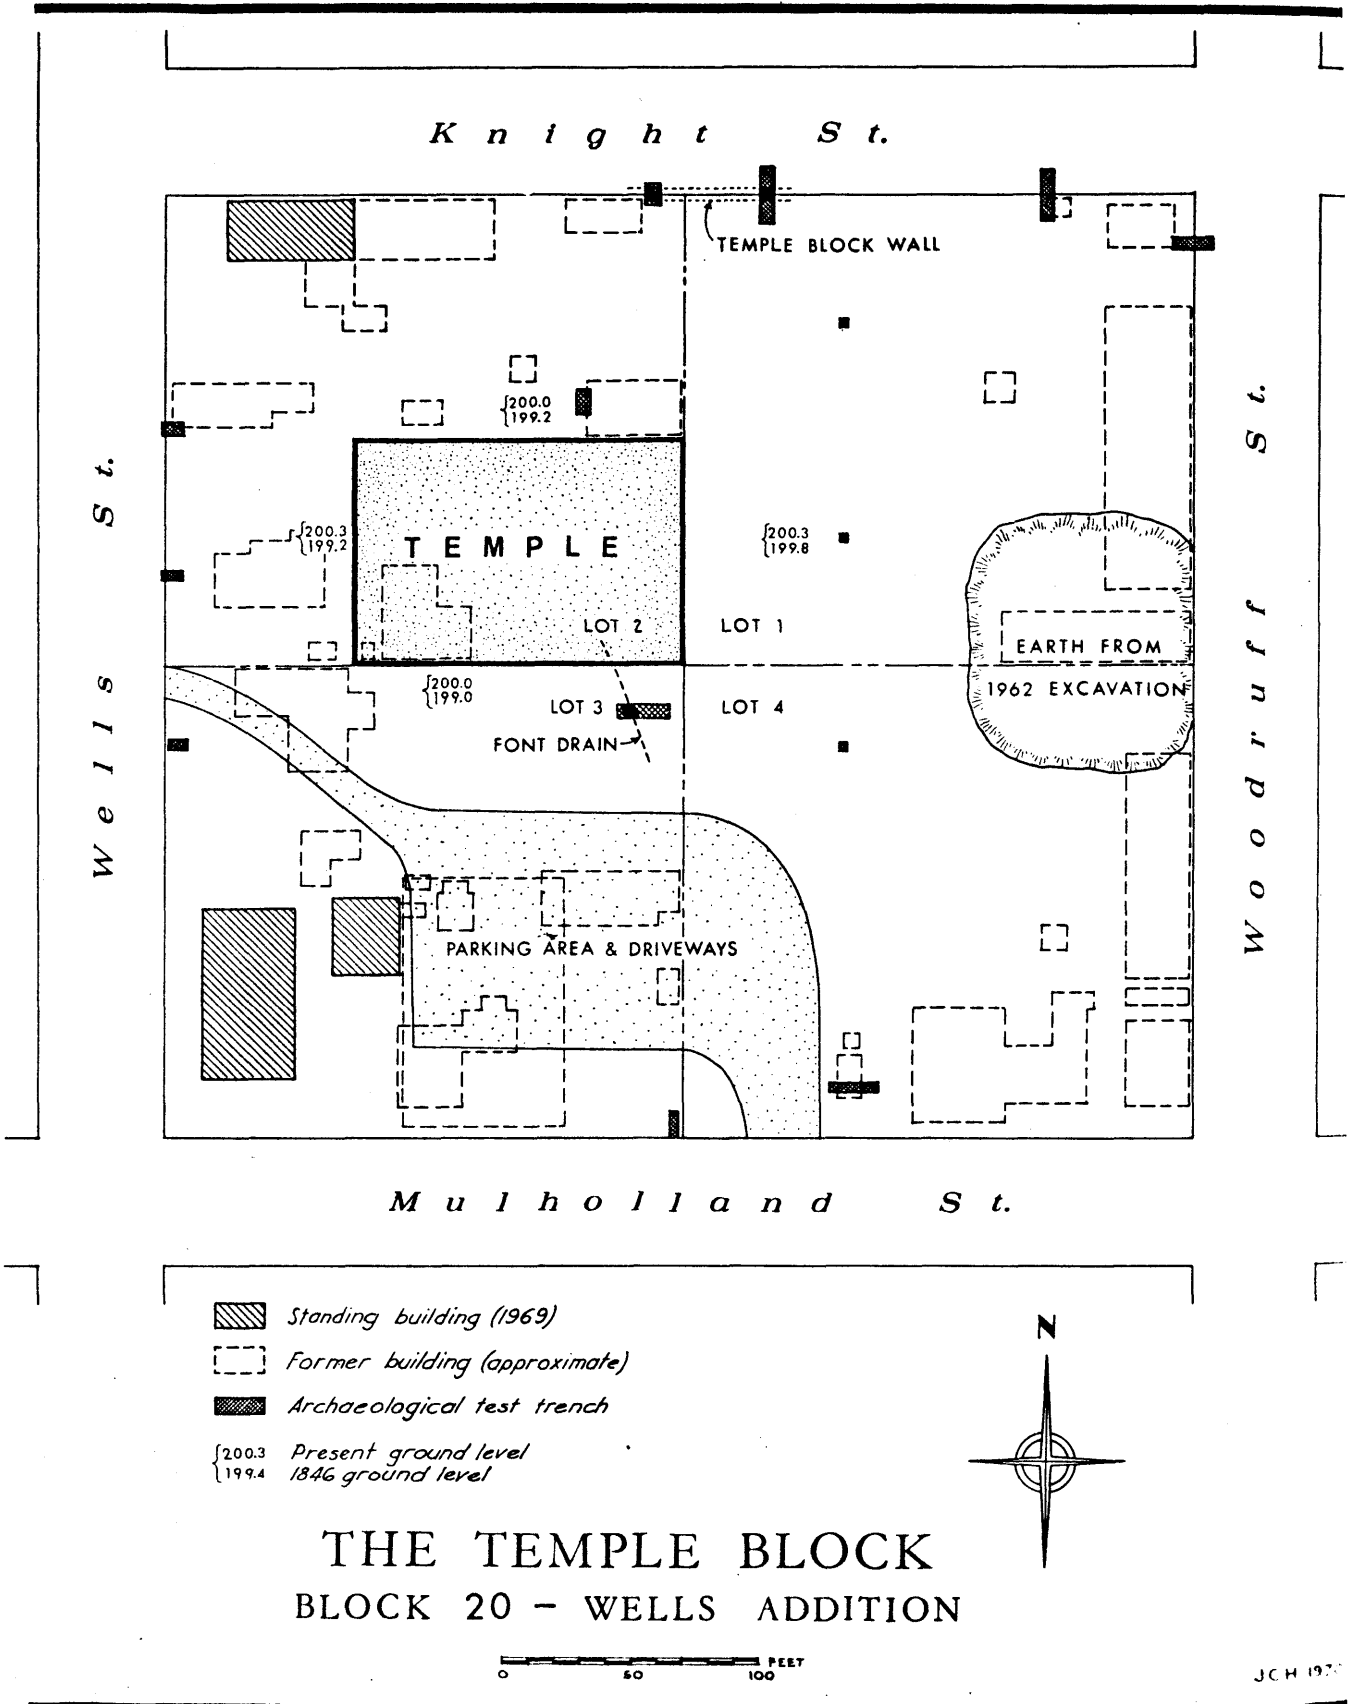 Knight St.
TEMPLE BLOCK WALL
{200.0
199.2
Wells St.
{200.3
199.2
TEMPLE
{200.3
199.8
Woodruff St.
LOT 2
LOT 1
EARTH FROM
1962 EXCAVATION
{200.0
199.0
LOT 3
LOT 4
FONT DRAIN
PARKING AREA & DRIVEWAYS
Mulholland St.
Standing building (1969)
Former building (approximate)
Archaeological test trench
{200.3 Present ground level
199.4 1846 ground level
N
THE TEMPLE BLOCK
BLOCK 20 – WELLS ADDITION
FEET
0 50 100
JCH